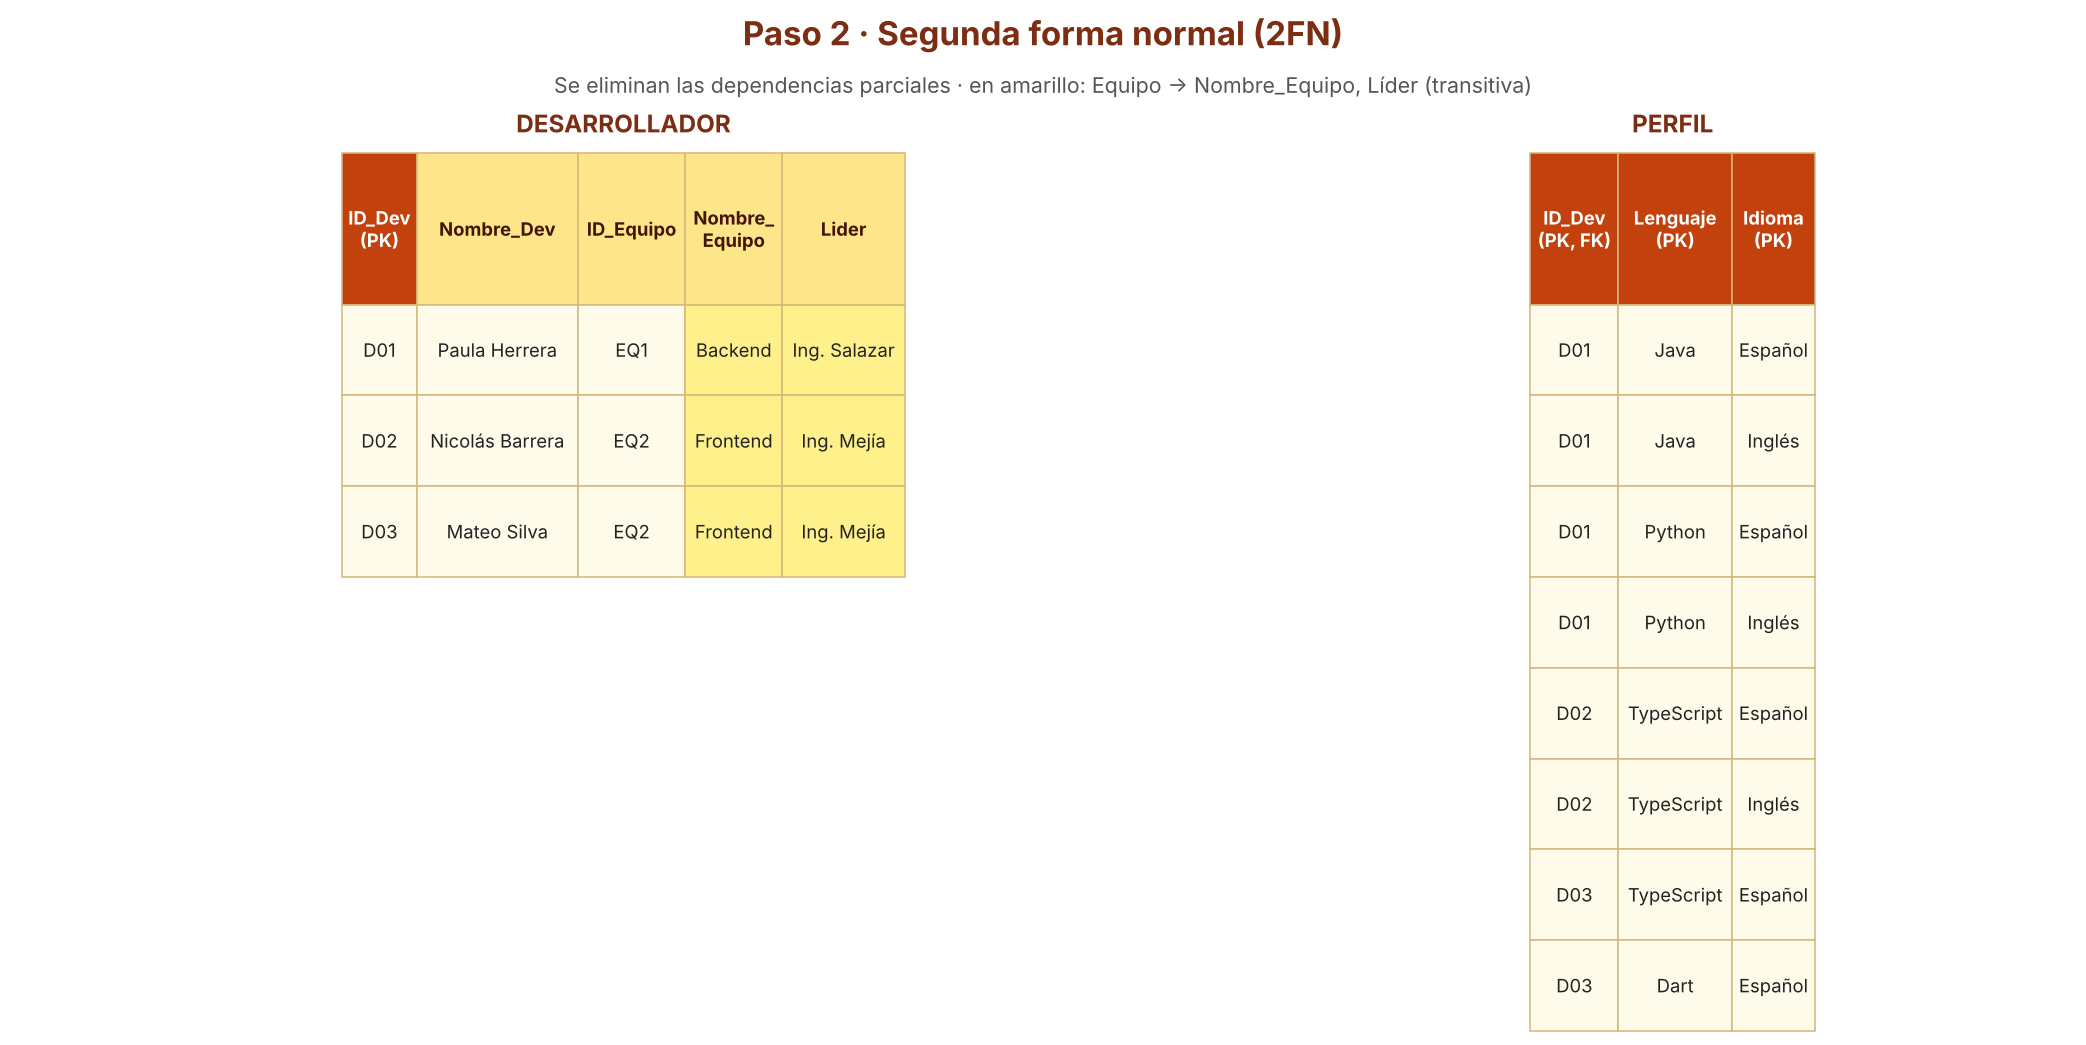 Paso 2 · Segunda forma normal (2FN)
Se eliminan las dependencias parciales · en amarillo: Equipo → Nombre_Equipo, Líder (transitiva)
DESARROLLADOR
ID_Dev (PK) Nombre_Dev ID_Equipo Nombre_Equipo Lider
D01 Paula Herrera EQ1 Backend Ing. Salazar
D02 Nicolás Barrera EQ2 Frontend Ing. Mejía
D03 Mateo Silva EQ2 Frontend Ing. Mejía
PERFIL
ID_Dev (PK, FK) Lenguaje (PK) Idioma (PK)
D01 Java Español
D01 Java Inglés
D01 Python Español
D01 Python Inglés
D02 TypeScript Español
D02 TypeScript Inglés
D03 TypeScript Español
D03 Dart Español